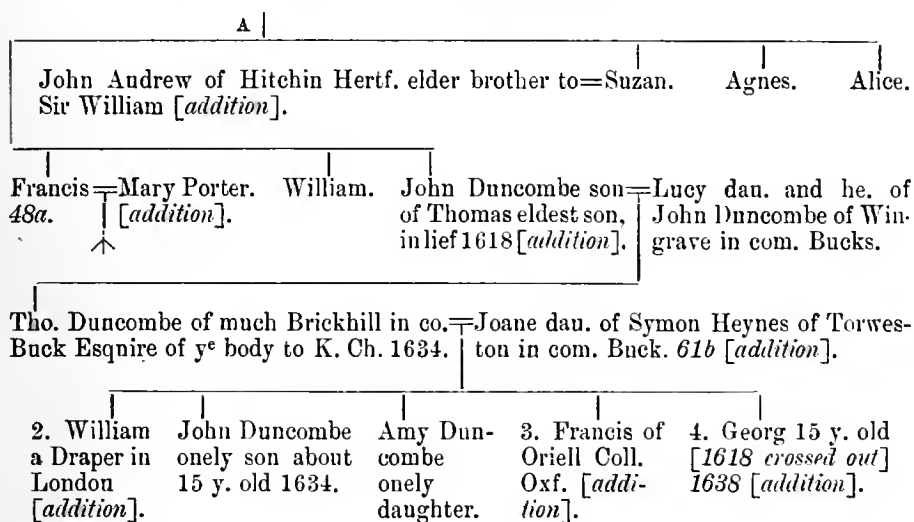 A
John Andrew of Hitchin Hertf. elder brother to=Suzan. Agnes. Alice.
Sir William [addition].
Francis=Mary Porter. William. John Duncombe son=Lucy dau. and he. of
48a. [addition]. of Thomas eldest son, John Duncombe of Win-
in lief 1618 [addition]. grave in com. Bucks.
Tho. Duncombe of much Brickhill in co.=Joane dau. of Symon Heynes of Torwes-
Buck Esqnire of yᵉ body to K. Ch. 1634. ton in com. Buck. 61b [addition].
2. William John Duncombe Amy Dun- 3. Francis of 4. Georg 15 y. old
a Draper in onely son about combe Oriell Coll. [1618 crossed out]
London 15 y. old 1634. onely Oxf. [addi- 1638 [addition].
[addition]. daughter. tion].